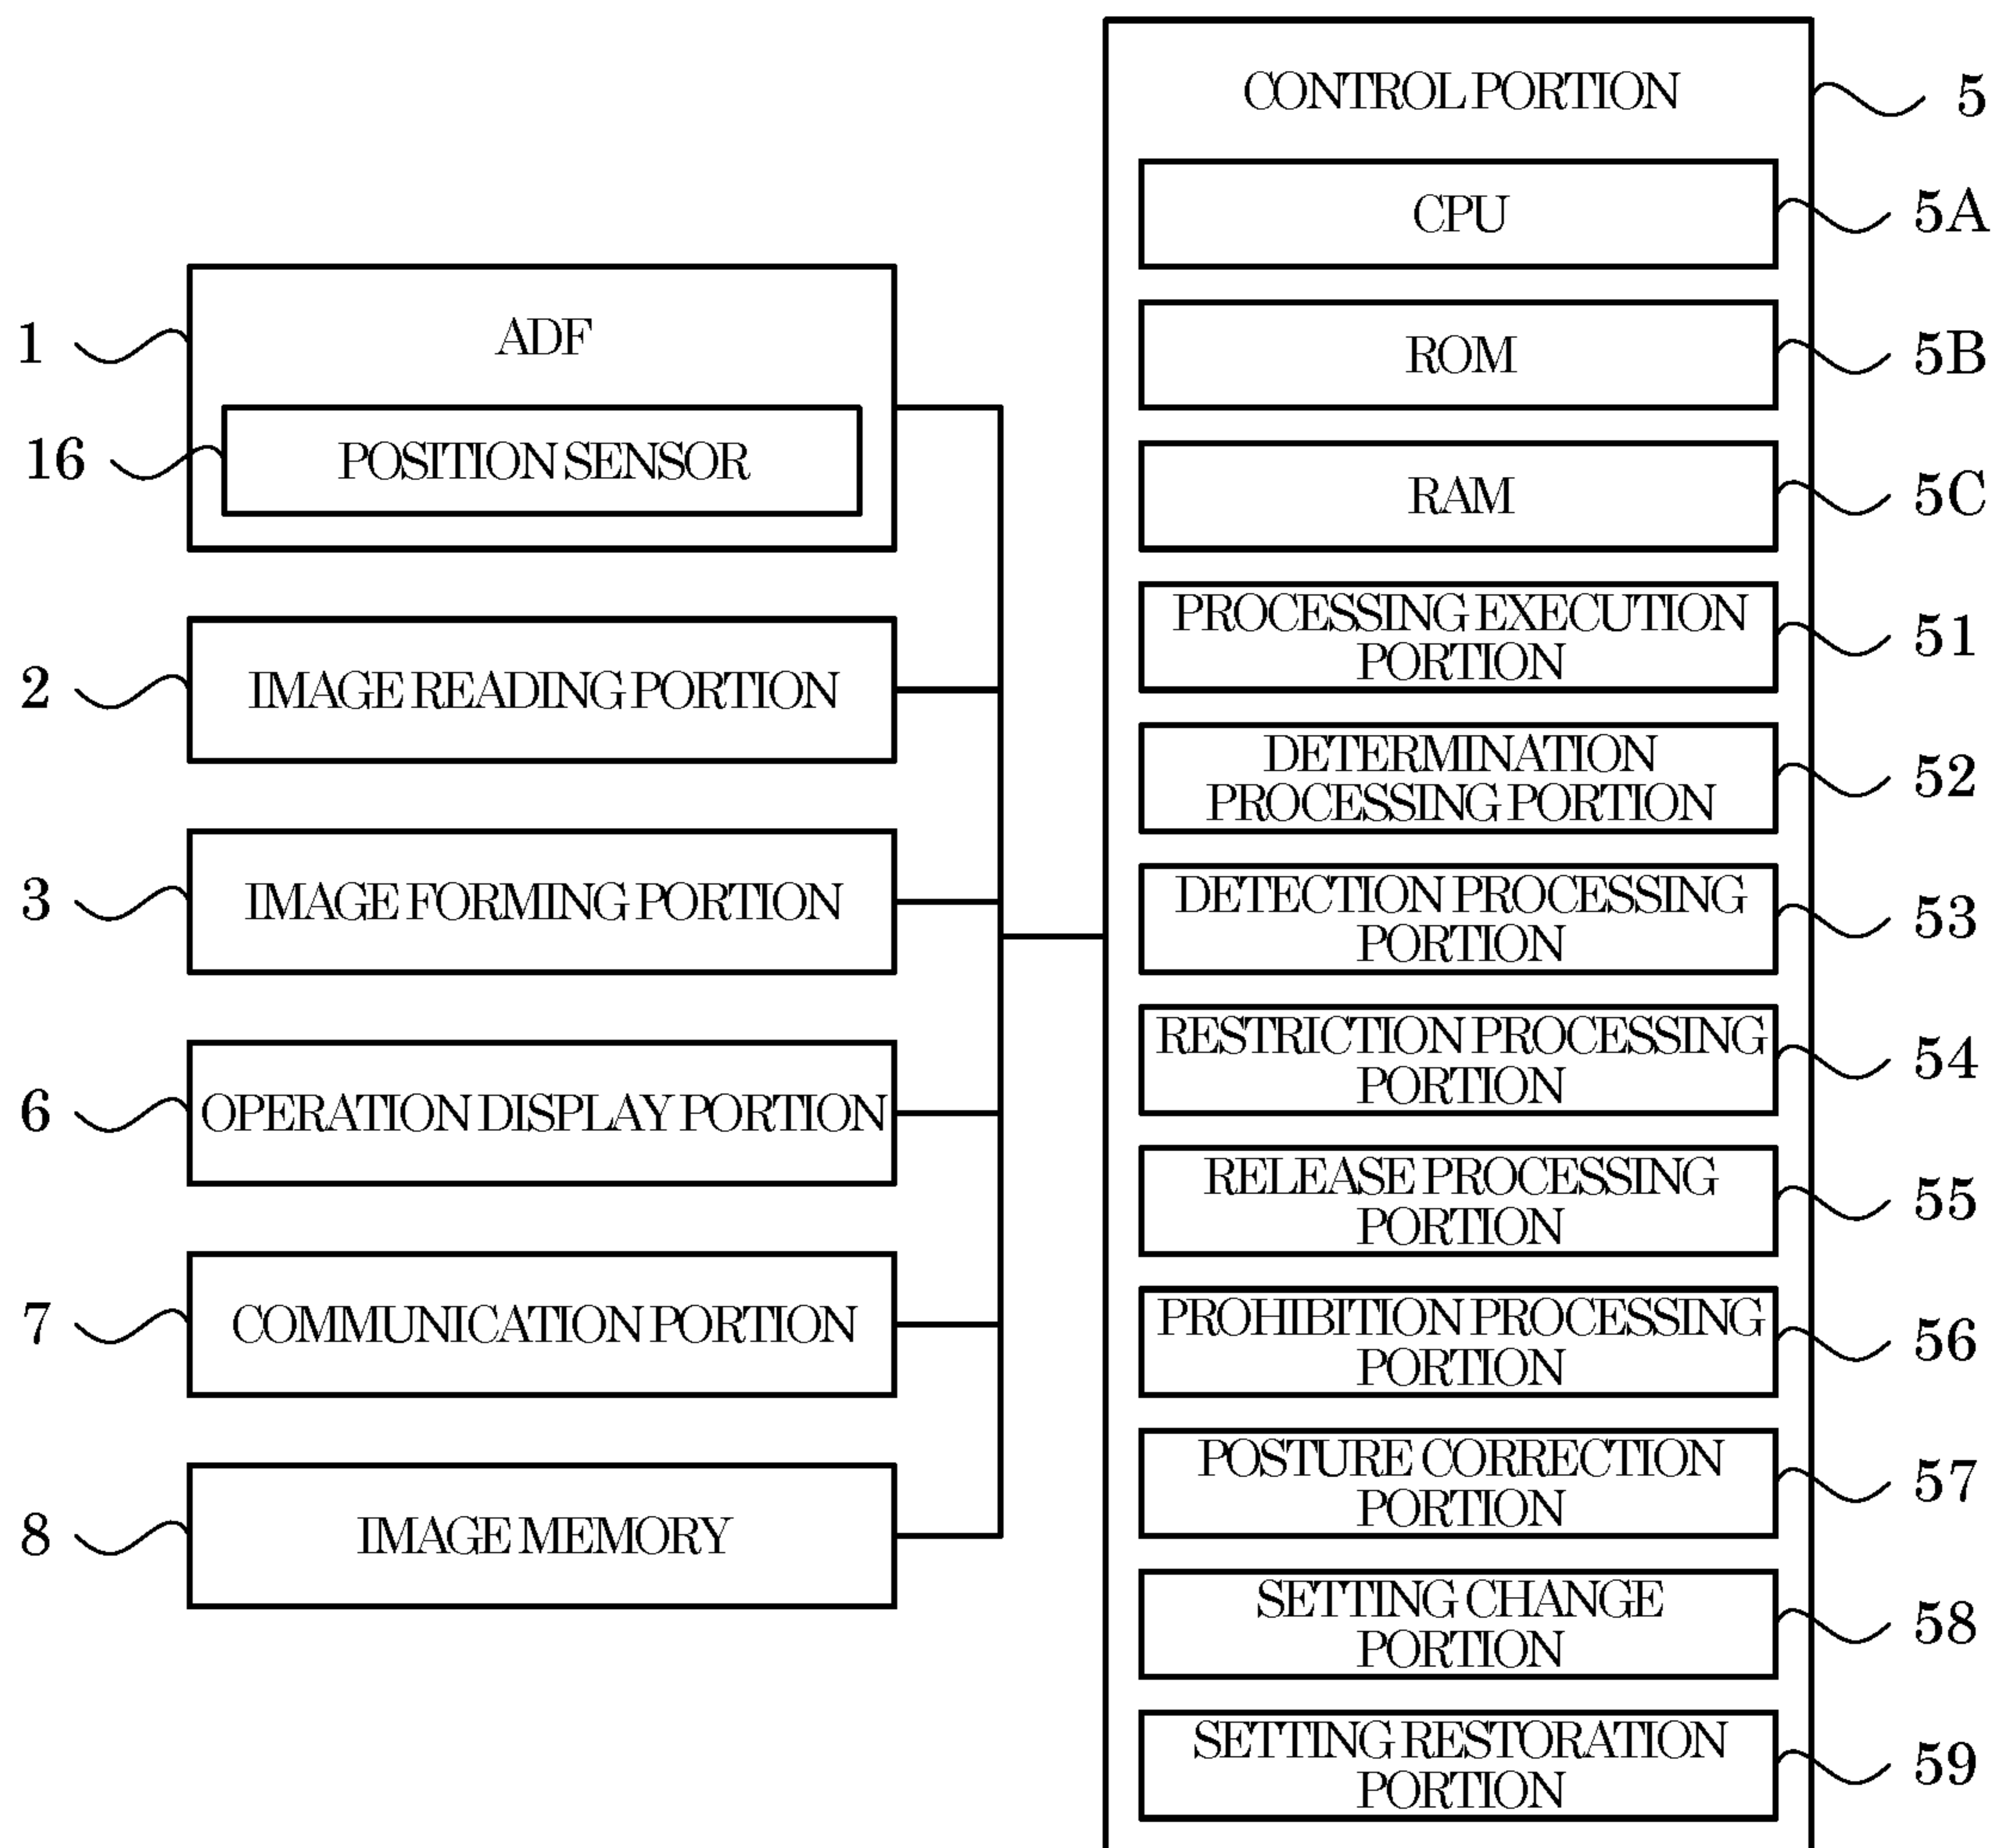 1
ADF
16
POSITION SENSOR
2
IMAGE READING PORTION
3
IMAGE FORMING PORTION
6
OPERATION DISPLAY PORTION
7
COMMUNICATION PORTION
8
IMAGE MEMORY
CONTROL PORTION
5
CPU
5A
ROM
5B
RAM
5C
PROCESSING EXECUTION
PORTION
51
DETERMINATION
PROCESSING PORTION
52
DETECTION PROCESSING
PORTION
53
RESTRICTION PROCESSING
PORTION
54
RELEASE PROCESSING
PORTION
55
PROHIBITION PROCESSING
PORTION
56
POSTURE CORRECTION
PORTION
57
SETTING CHANGE
PORTION
58
SETTING RESTORATION
PORTION
59